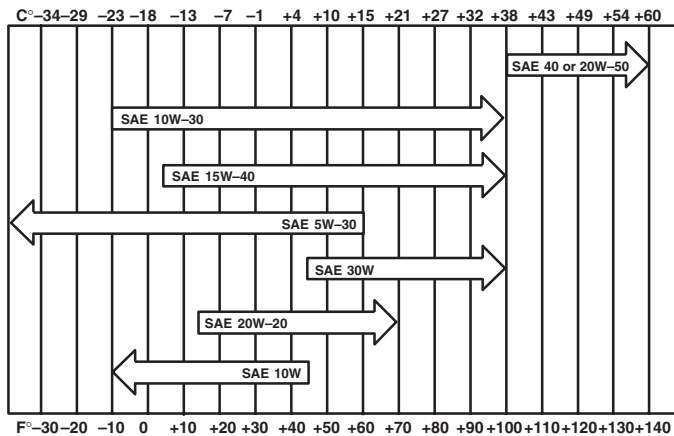 C°–34–29 –23 –18 –13 –7 –1 +4 +10 +15 +21 +27 +32 +38 +43 +49 +54 +60
SAE 40 or 20W–50
SAE 10W–30
SAE 15W–40
SAE 5W–30
SAE 30W
SAE 20W–20
SAE 10W
F°–30–20 –10 0 +10 +20 +30 +40 +50 +60 +70 +80 +90 +100 +110 +120 +130 +140